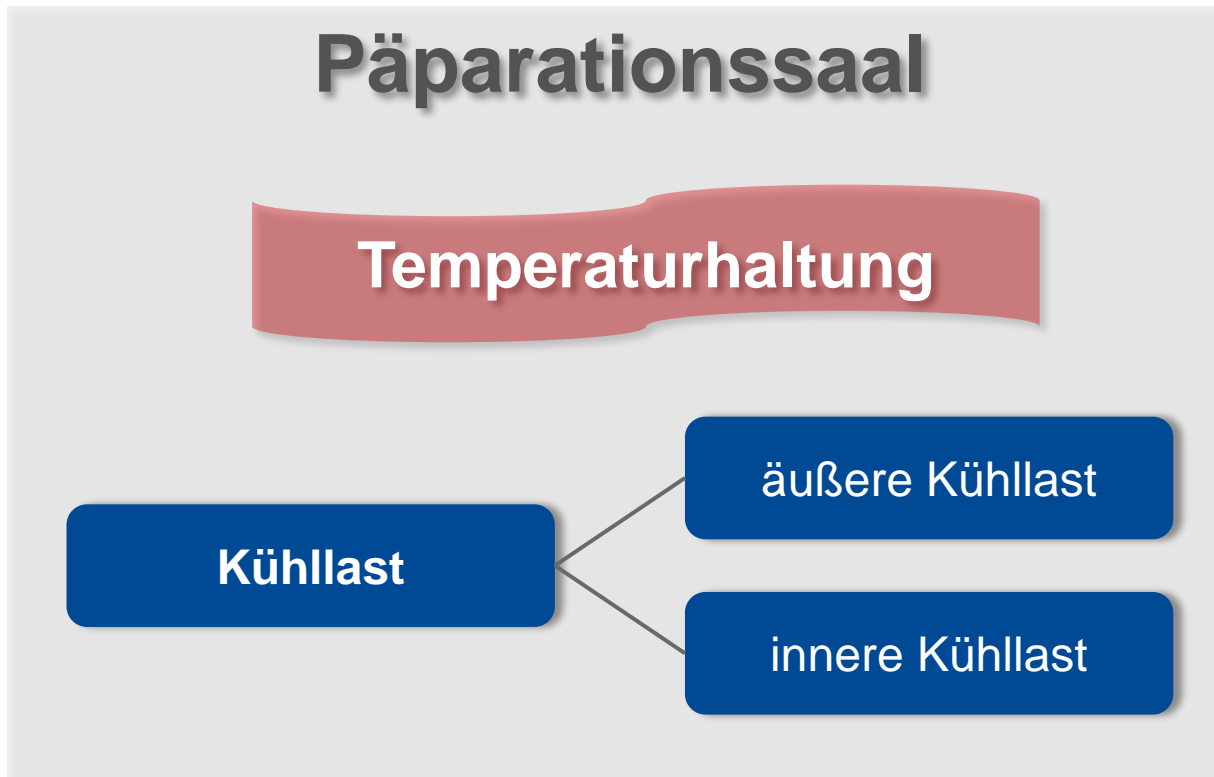 Päparationssaal
Temperaturhaltung
Kühllast
äußere Kühllast
innere Kühllast